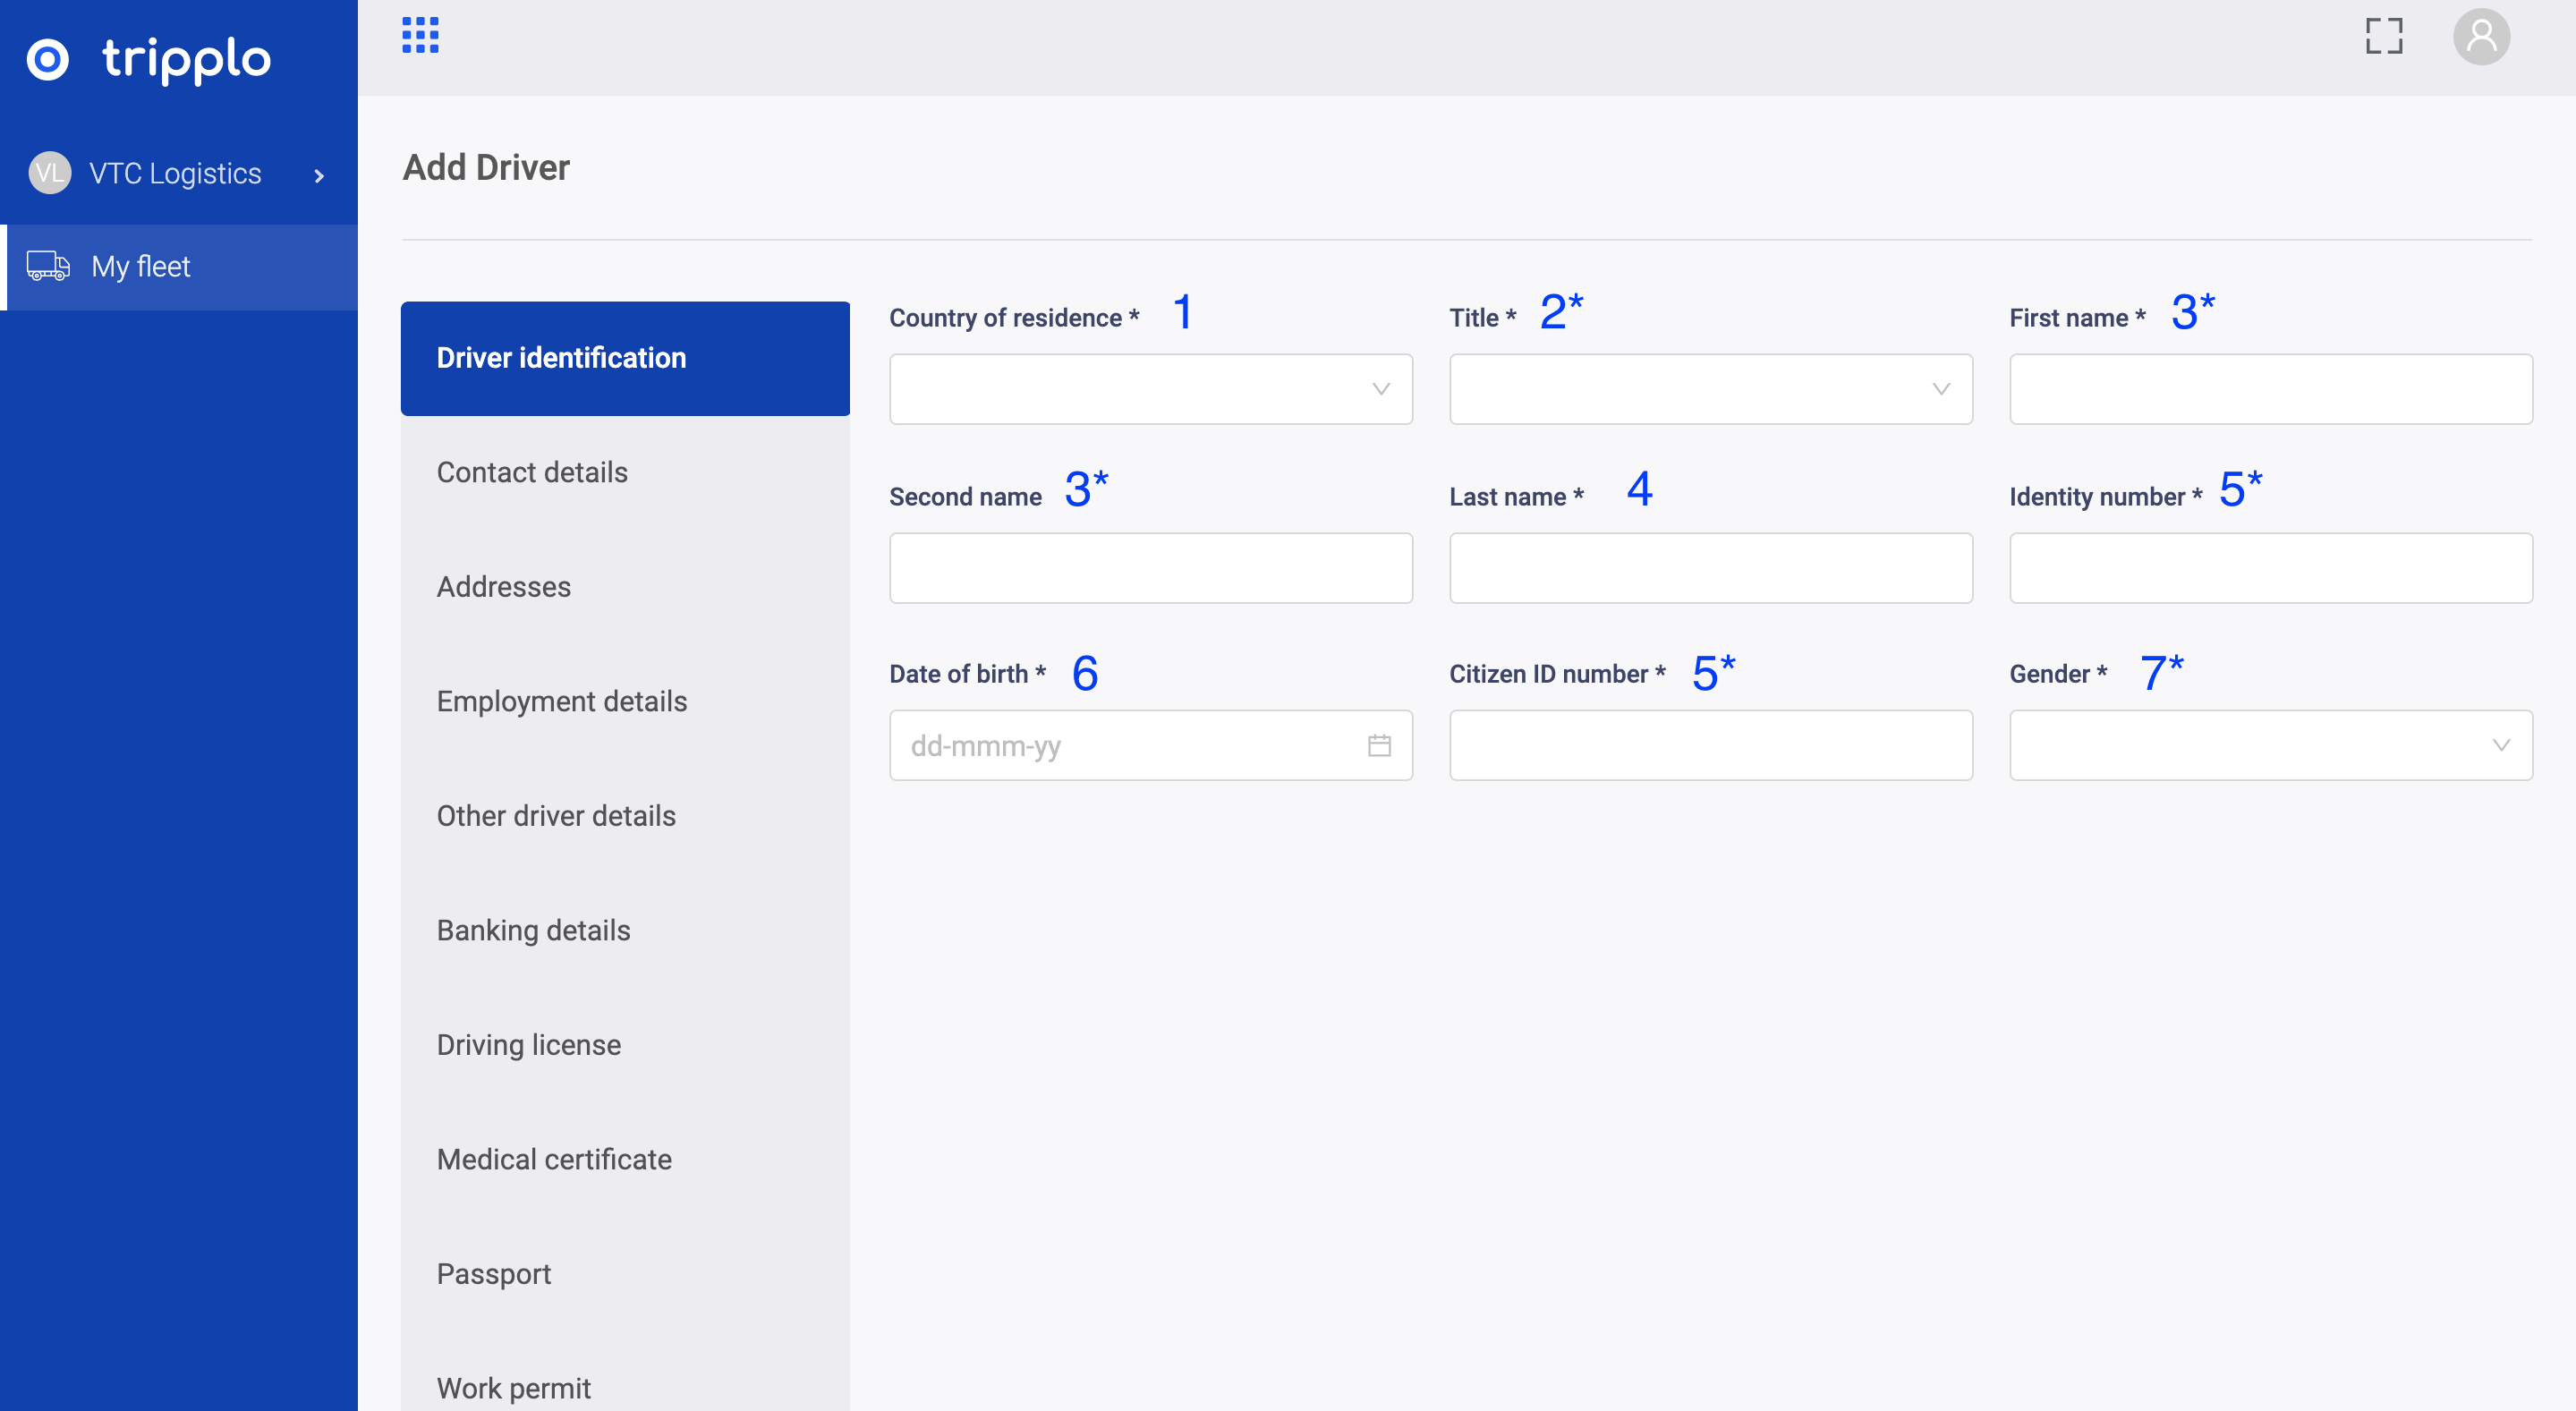 tripplo
VL VTC Logistics
My fleet
Add Driver
Driver identification
Contact details
Addresses
Employment details
Other driver details
Banking details
Driving license
Medical certificate
Passport
Work permit
Country of residence * 1
Title * 2*
First name * 3*
Second name 3*
Last name * 4
Identity number * 5*
Date of birth * 6
dd-mmm-yy
Citizen ID number * 5*
Gender * 7*